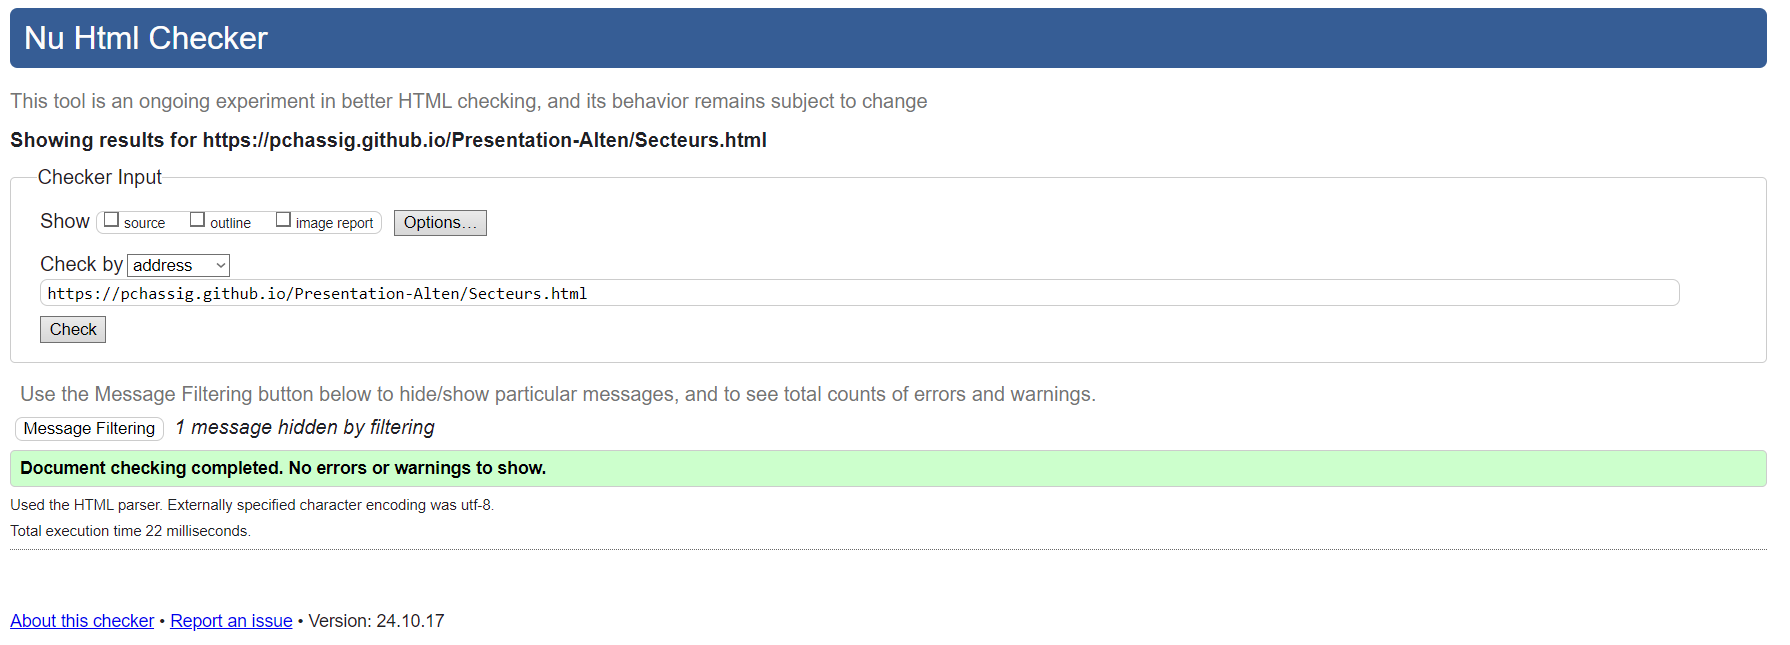 Nu Html Checker
This tool is an ongoing experiment in better HTML checking, and its behavior remains subject to change
Showing results for https://pchassig.github.io/Presentation-Alten/Secteurs.html
Checker Input
Show source outline image report Options…
Check by address
https://pchassig.github.io/Presentation-Alten/Secteurs.html
Check
Use the Message Filtering button below to hide/show particular messages, and to see total counts of errors and warnings.
Message Filtering 1 message hidden by filtering
Document checking completed. No errors or warnings to show.
Used the HTML parser. Externally specified character encoding was utf-8.
Total execution time 22 milliseconds.
About this checker • Report an issue • Version: 24.10.17